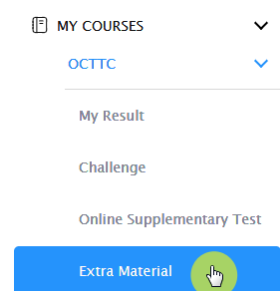 MY COURSES
OCTTC
My Result
Challenge
Online Supplementary Test
Extra Material